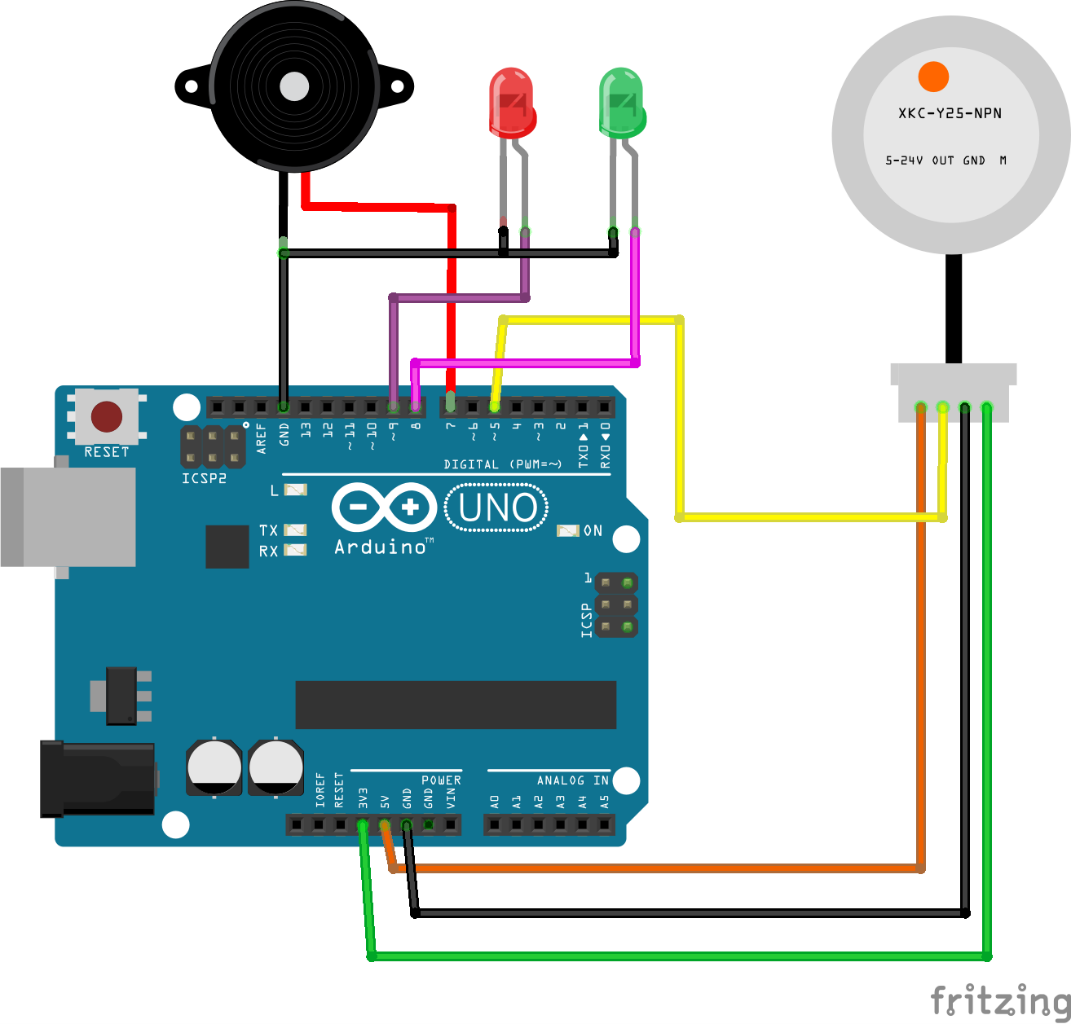 XKC-Y25-NPN
5-24V OUT GND M
RESET
ICSP2
AREF
GND
13
12
~11
~10
~9
8
7
~6
~5
4
~3
2
TX0▶1
RX0◀0
DIGITAL (PWM=~)
L
TX
RX
UNO
Arduino™
ON
1
ICSP
IOREF
RESET
3V3
5V
GND
GND
VIN
POWER
ANALOG IN
A0
A1
A2
A3
A4
A5
fritzing